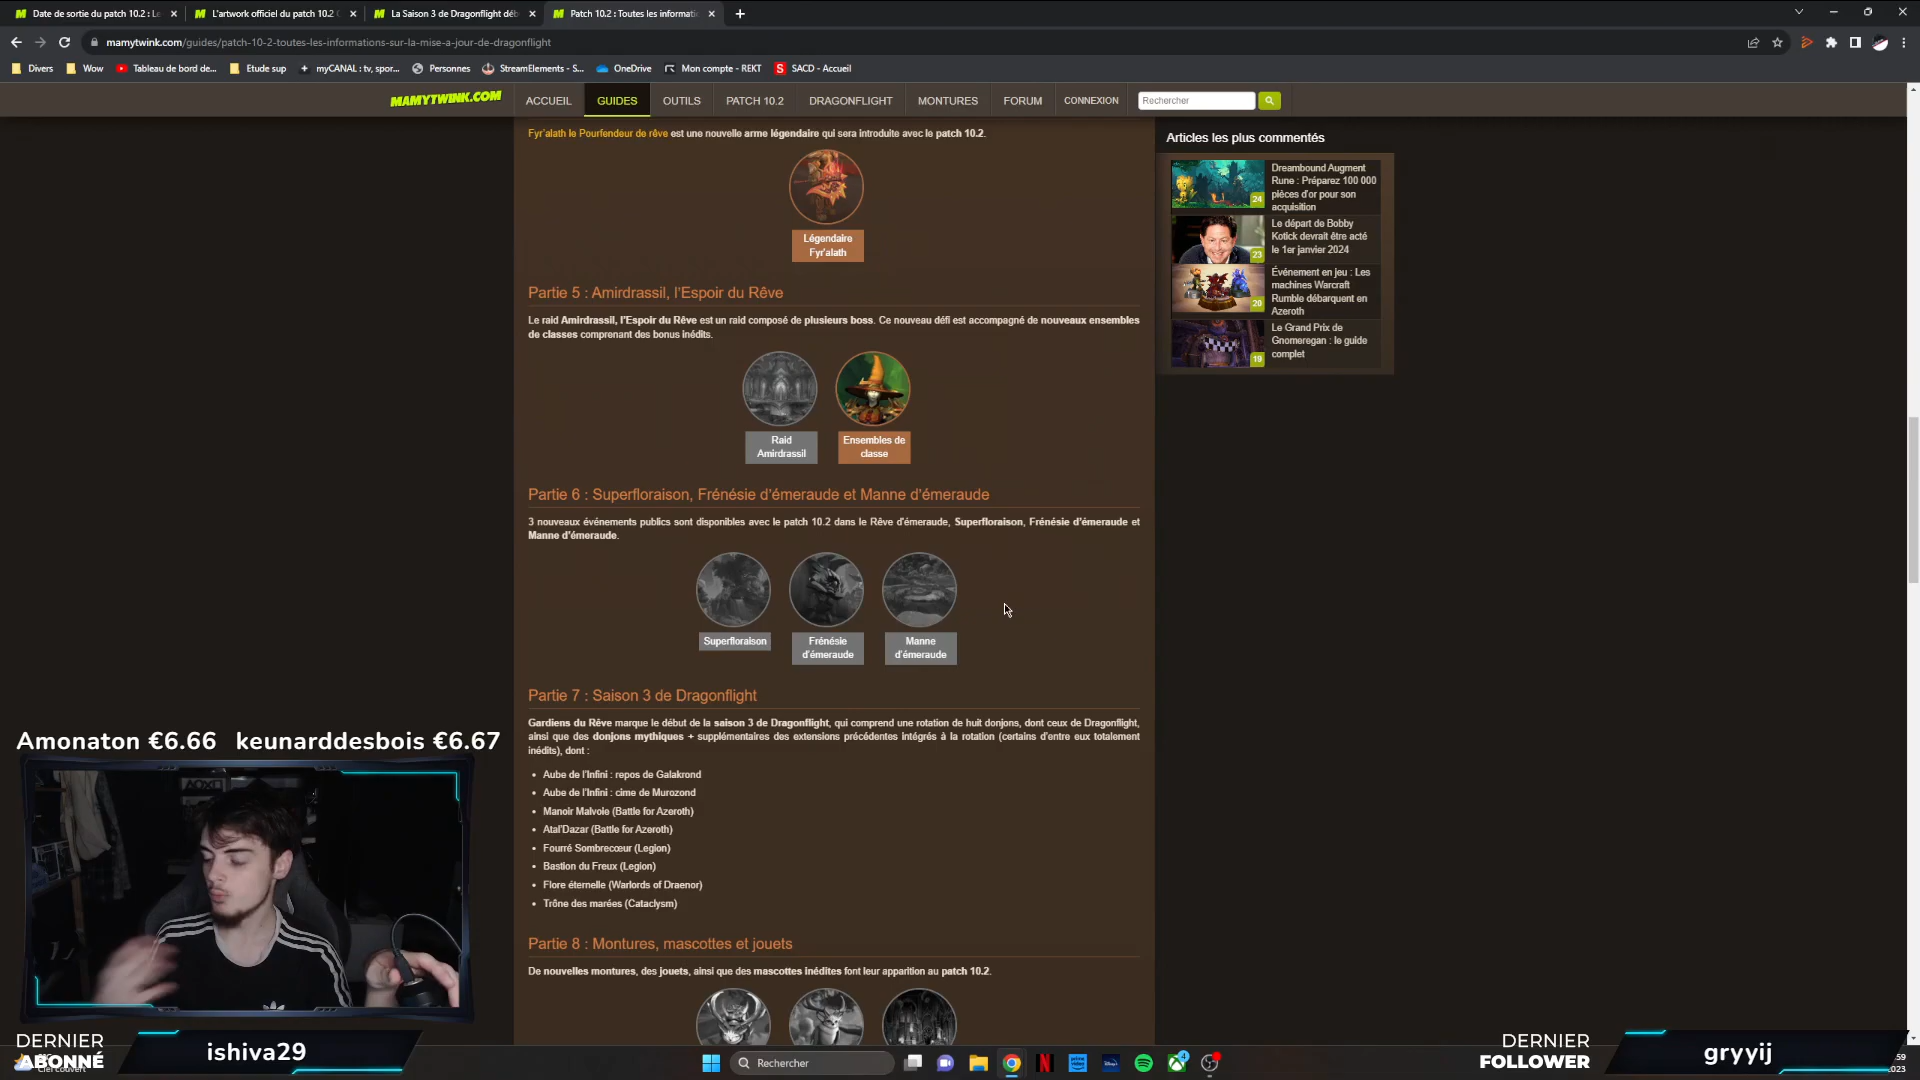 Date de sortie du patch 10.2 : Le
L'artwork officiel du patch 10.2
La Saison 3 de Dragonflight déb
Patch 10.2 : Toutes les informati
mamytwink.com/guides/patch-10-2-toutes-les-informations-sur-la-mise-a-jour-de-dragonflight
Divers
Wow
Tableau de bord de...
Etude sup
myCANAL : tv, spor...
Personnes
StreamElements - S...
OneDrive
Mon compte - REKT
SACD - Accueil
MAMYTWINK.COM
ACCUEIL
GUIDES
OUTILS
PATCH 10.2
DRAGONFLIGHT
MONTURES
FORUM
CONNEXION
Rechercher
Fyr'alath le Pourfendeur de rêve est une nouvelle arme légendaire qui sera introduite avec le patch 10.2.
Légendaire
Fyr'alath
Partie 5 : Amirdrassil, l'Espoir du Rêve
Le raid Amirdrassil, l'Espoir du Rêve est un raid composé de plusieurs boss. Ce nouveau défi est accompagné de nouveaux ensembles
de classes comprenant des bonus inédits.
Raid
Amirdrassil
Ensembles de
classe
Partie 6 : Superfloraison, Frénésie d'émeraude et Manne d'émeraude
3 nouveaux événements publics sont disponibles avec le patch 10.2 dans le Rêve d'émeraude, Superfloraison, Frénésie d'émeraude et
Manne d'émeraude.
Superfloraison
Frénésie
d'émeraude
Manne
d'émeraude
Partie 7 : Saison 3 de Dragonflight
Gardiens du Rêve marque le début de la saison 3 de Dragonflight, qui comprend une rotation de huit donjons, dont ceux de Dragonflight,
ainsi que des donjons mythiques + supplémentaires des extensions précédentes intégrés à la rotation (certains d'entre eux totalement
inédits), dont :
• Aube de l'Infini : repos de Galakrond
• Aube de l'Infini : cime de Murozond
• Manoir Malvoie (Battle for Azeroth)
• Atal'Dazar (Battle for Azeroth)
• Fourré Sombrecœur (Legion)
• Bastion du Freux (Legion)
• Flore éternelle (Warlords of Draenor)
• Trône des marées (Cataclysm)
Partie 8 : Montures, mascottes et jouets
De nouvelles montures, des jouets, ainsi que des mascottes inédites font leur apparition au patch 10.2.
Articles les plus commentés
Dreambound Augment
Rune : Préparez 100 000
pièces d'or pour son
acquisition
24
Le départ de Bobby
Kotick devrait être acté
le 1er janvier 2024
23
Événement en jeu : Les
machines Warcraft
Rumble débarquent en
Azeroth
20
Le Grand Prix de
Gnomeregan : le guide
complet
19
Amonaton €6.66 keunarddesbois €6.67
DERNIER
ABONNÉ
ishiva29
Ciel couvert
Rechercher
4
DERNIER
FOLLOWER
gryyij
59
023